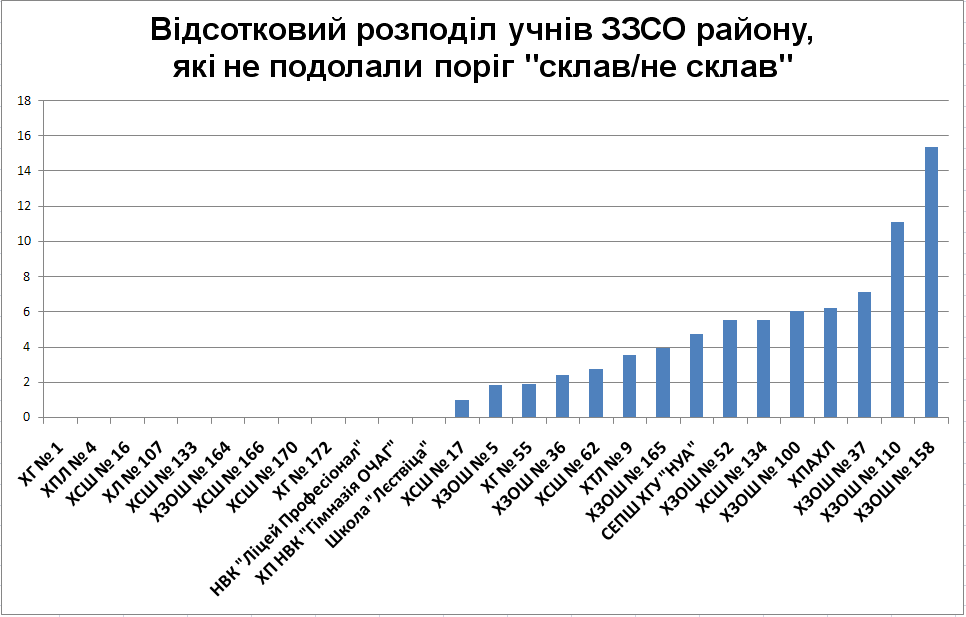 Відсотковий розподіл учнів ЗЗСО району,
які не подолали поріг "склав/не склав"
18
16
14
12
10
8
6
4
2
0
ХГ № 1
ХПЛ № 4
ХСШ № 16
ХЛ № 107
ХСШ № 133
ХЗОШ № 164
ХСШ № 166
ХСШ № 170
ХГ № 172
НВК "Ліцей Професіонал"
ХП НВК "Гімназія ОЧАГ"
Школа "Лествіца"
ХСШ № 17
ХЗОШ № 5
ХГ № 55
ХЗОШ № 36
ХСШ № 62
ХТЛ № 9
ХЗОШ № 165
СЕПШ ХГУ "НУА"
ХЗОШ № 52
ХСШ № 134
ХЗОШ № 100
ХПАХЛ
ХЗОШ № 37
ХЗОШ № 110
ХЗОШ № 158